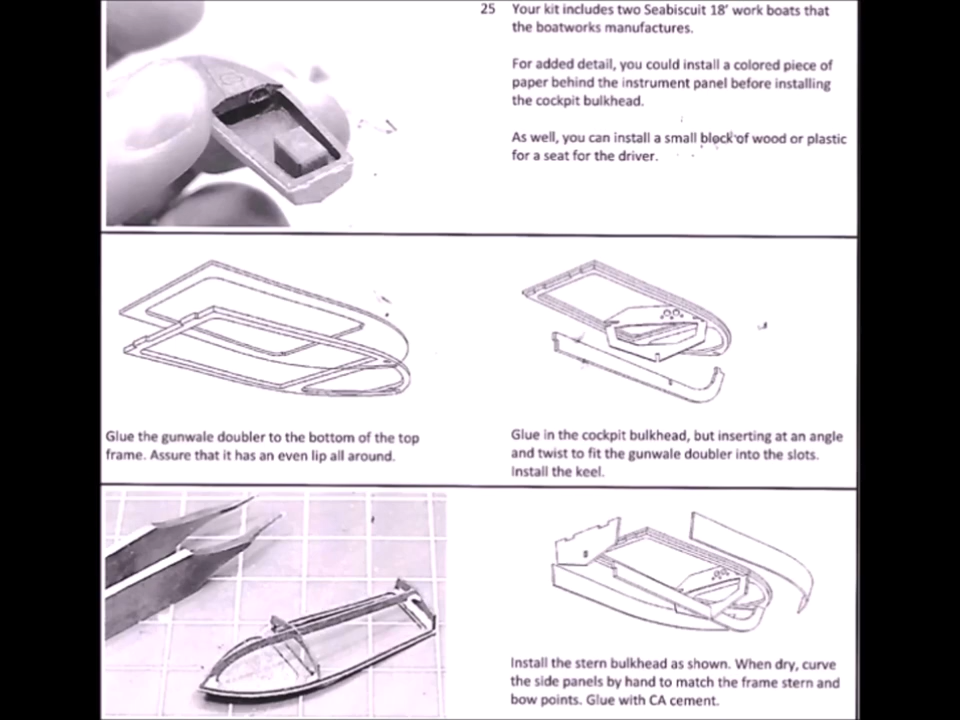 25 Your kit includes two Seabiscuit 18' work boats that
the boatworks manufactures.
For added detail, you could install a colored piece of
paper behind the instrument panel before installing
the cockpit bulkhead.
As well, you can install a small block of wood or plastic
for a seat for the driver.
Glue the gunwale doubler to the bottom of the top
frame. Assure that it has an even lip all around.
Glue in the cockpit bulkhead, but inserting at an angle
and twist to fit the gunwale doubler into the slots.
Install the keel.
Install the stern bulkhead as shown. When dry, curve
the side panels by hand to match the frame stern and
bow points. Glue with CA cement.